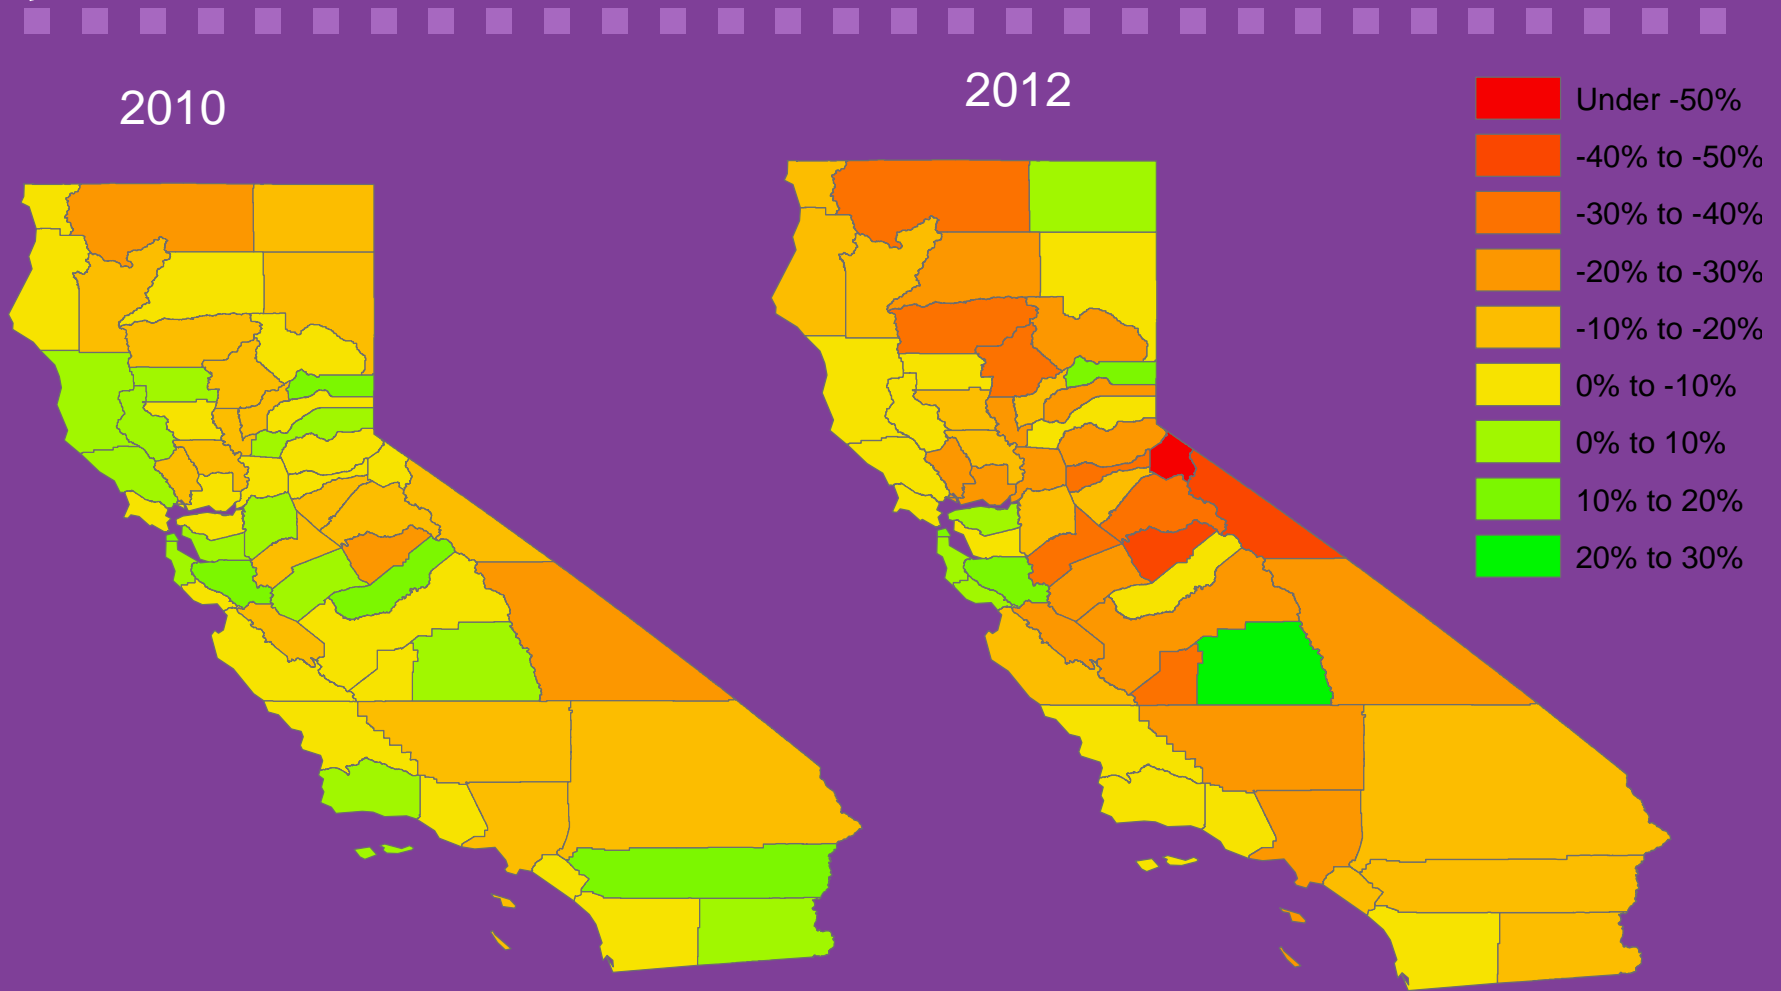 2010
2012
Under -50%
-40% to -50%
-30% to -40%
-20% to -30%
-10% to -20%
0% to -10%
0% to 10%
10% to 20%
20% to 30%